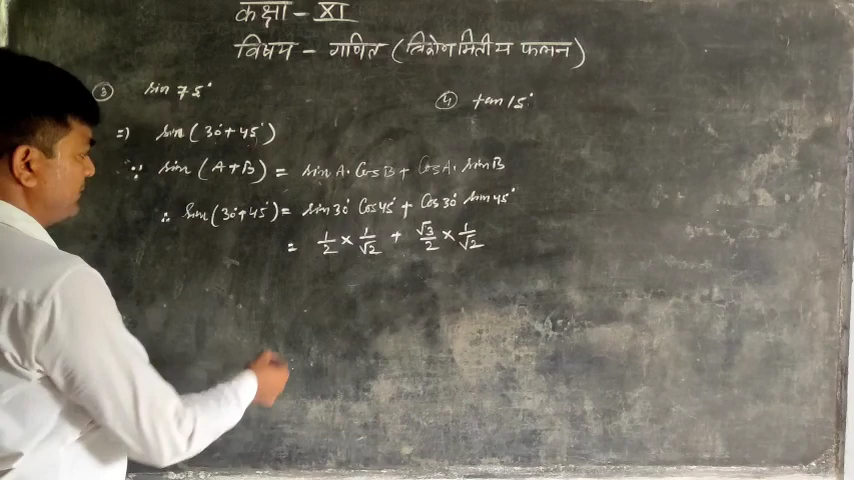 कक्षा - XI
विषय - गणित (त्रिकोणमितीय फलन)
③ sin 75°
④ tan 15°
=) sin (30°+45°)
∵ sin (A+B) = sin A. Cos B + Cos A. sin B
∴ sin (30°+45°) = sin 30° Cos 45° + Cos 30° sin 45°
= 1/2 × 1/√2 + √3/2 × 1/√2